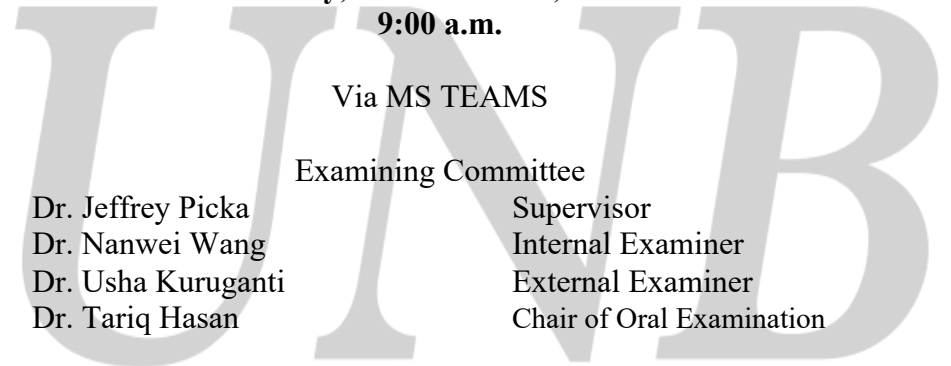 9:00 a.m.
Via MS TEAMS
Examining Committee
Dr. Jeffrey Picka Supervisor
Dr. Nanwei Wang Internal Examiner
Dr. Usha Kuruganti External Examiner
Dr. Tariq Hasan Chair of Oral Examination
UNB